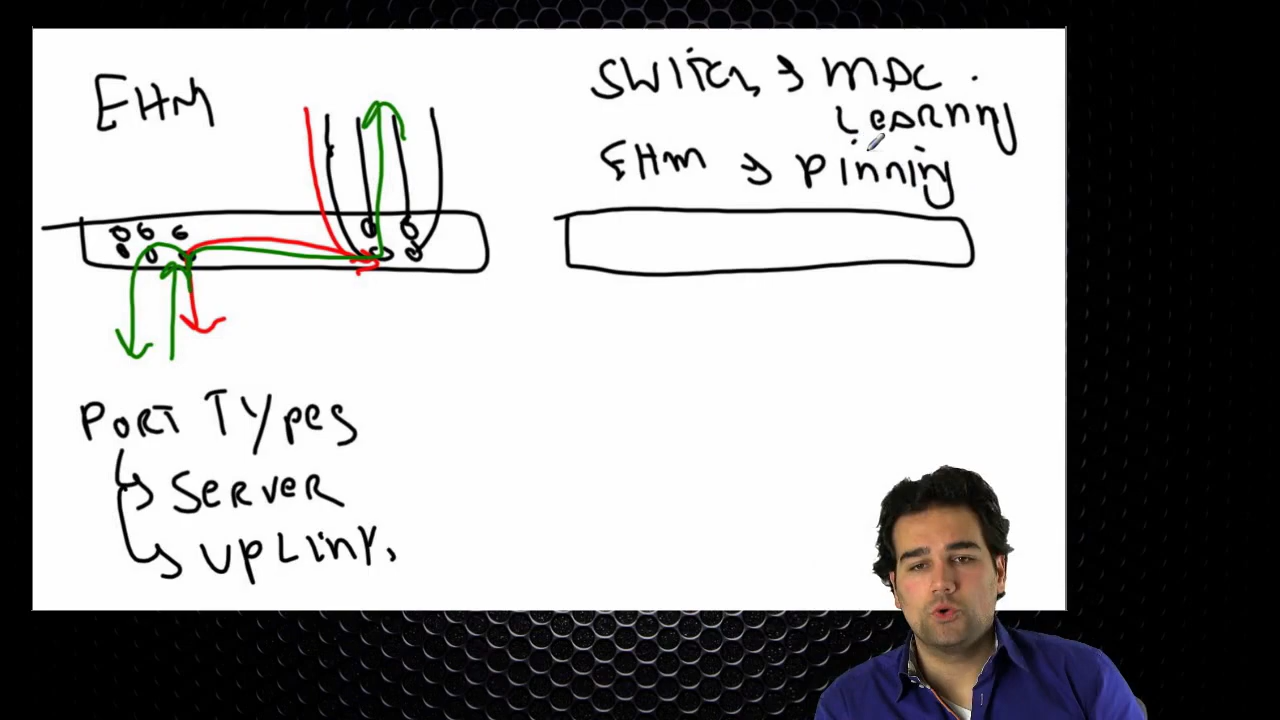 EHM
SWITCH → MAC
Learning
EHM → Pinning
PORT TYPES
↳ SERVER
↳ UPLink